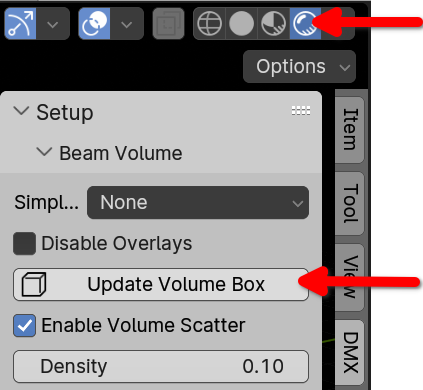 Options
Setup
Beam Volume
Simpl... None
Disable Overlays
Update Volume Box
Enable Volume Scatter
Density 0.10
Item
Tool
View
DMX